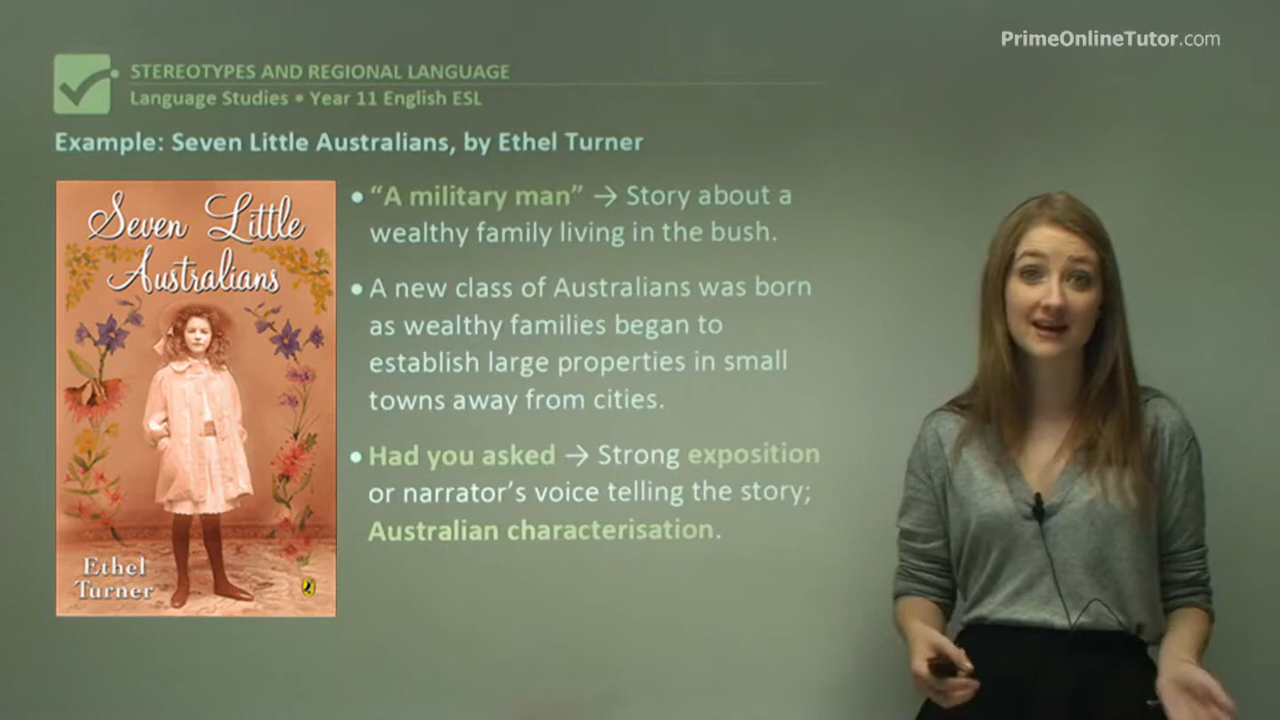 PrimeOnlineTutor.com
STEREOTYPES AND REGIONAL LANGUAGE
Language Studies • Year 11 English ESL
Example: Seven Little Australians, by Ethel Turner
Seven Little
Australians
Ethel
Turner
• “A military man” → Story about a
wealthy family living in the bush.
• A new class of Australians was born
as wealthy families began to
establish large properties in small
towns away from cities.
• Had you asked → Strong exposition
or narrator’s voice telling the story;
Australian characterisation.